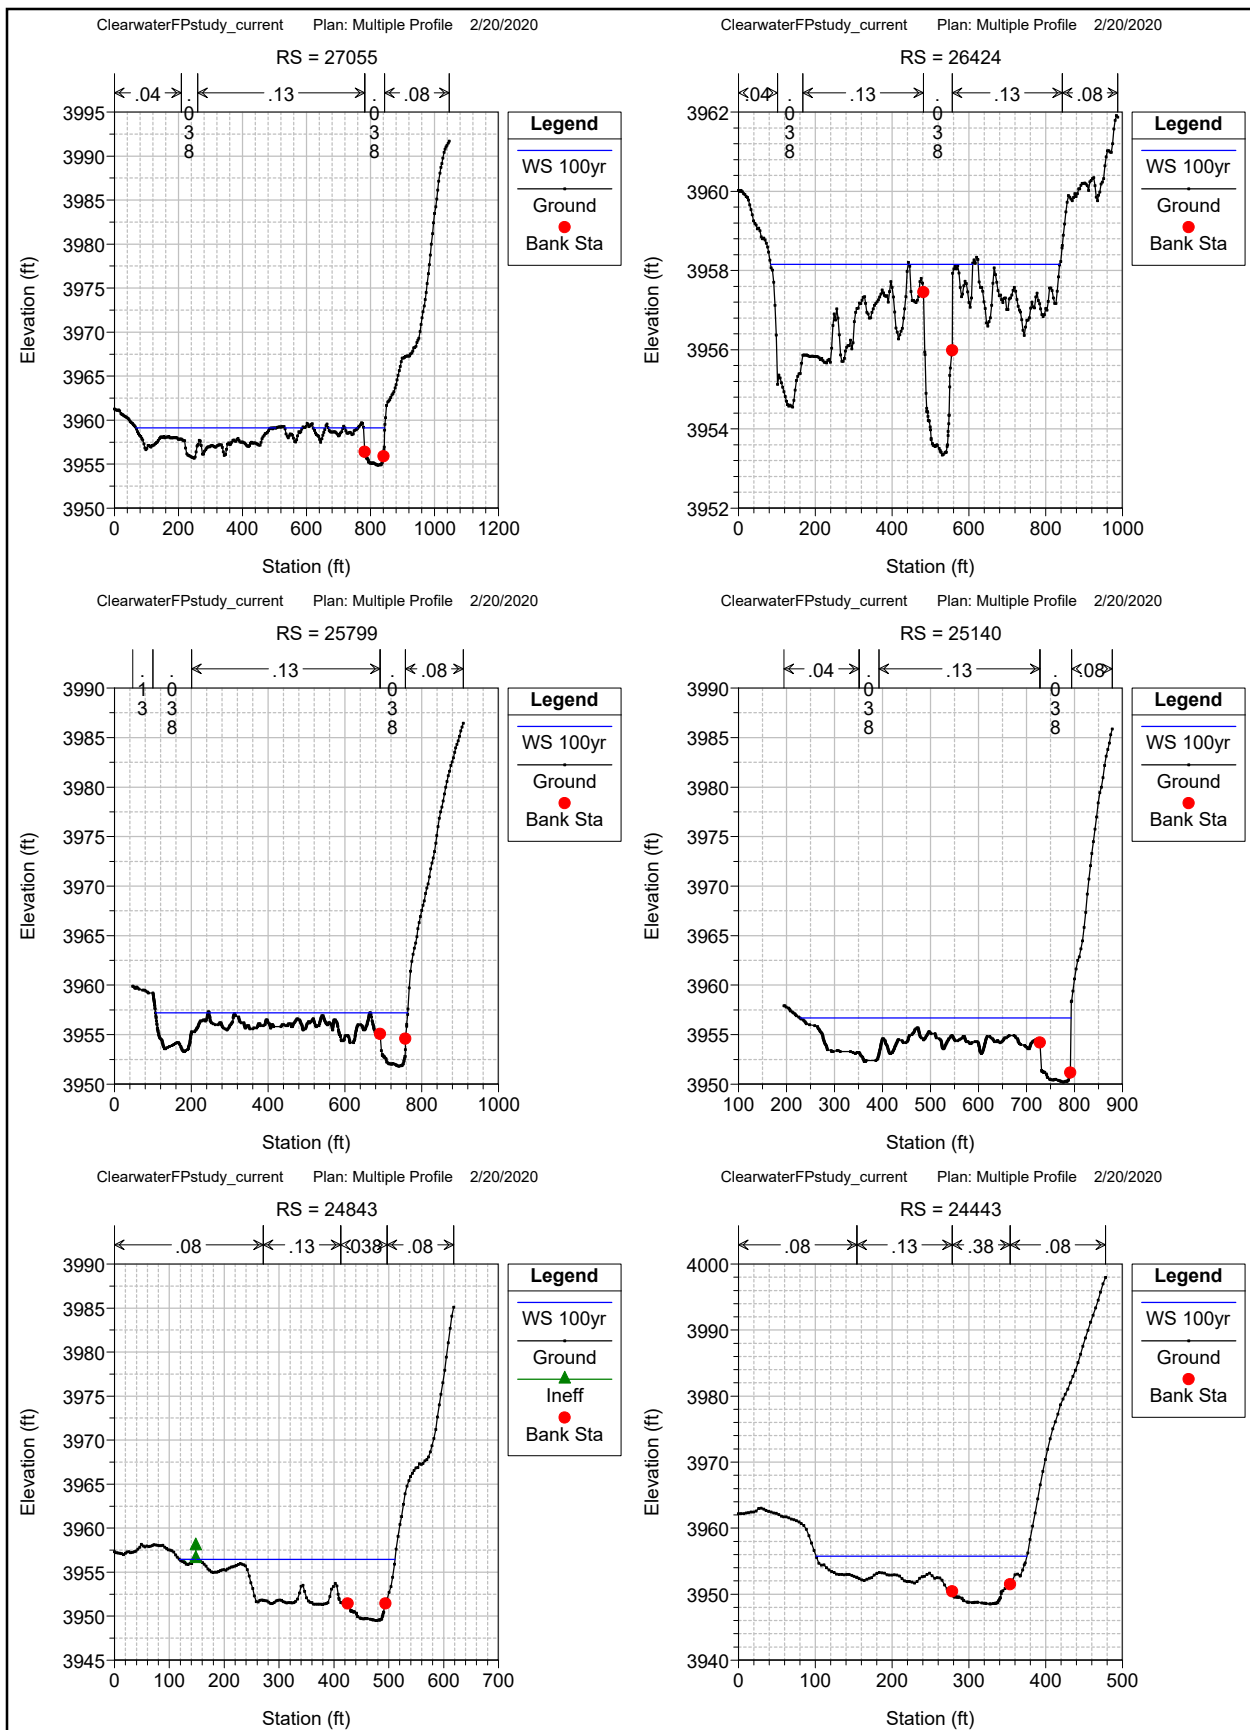 ClearwaterFPstudy_current Plan: Multiple Profile 2/20/2020
RS = 27055
.04 .038 .13 .038 .08
3995
3990
3985
3980
3975
3970
3965
3960
3955
3950
Elevation (ft)
0 200 400 600 800 1000 1200
Station (ft)
Legend
WS 100yr
Ground
Bank Sta
ClearwaterFPstudy_current Plan: Multiple Profile 2/20/2020
RS = 26424
.04 .038 .13 .038 .13 .08
3962
3960
3958
3956
3954
3952
Elevation (ft)
0 200 400 600 800 1000
Station (ft)
Legend
WS 100yr
Ground
Bank Sta
ClearwaterFPstudy_current Plan: Multiple Profile 2/20/2020
RS = 25799
.13 .038 .13 .038 .08
3990
3985
3980
3975
3970
3965
3960
3955
3950
Elevation (ft)
0 200 400 600 800 1000
Station (ft)
Legend
WS 100yr
Ground
Bank Sta
ClearwaterFPstudy_current Plan: Multiple Profile 2/20/2020
RS = 25140
.04 .038 .13 .038 .08
3990
3985
3980
3975
3970
3965
3960
3955
3950
Elevation (ft)
100 200 300 400 500 600 700 800 900
Station (ft)
Legend
WS 100yr
Ground
Bank Sta
ClearwaterFPstudy_current Plan: Multiple Profile 2/20/2020
RS = 24843
.08 .13 .038 .08
3990
3985
3980
3975
3970
3965
3960
3955
3950
3945
Elevation (ft)
0 100 200 300 400 500 600 700
Station (ft)
Legend
WS 100yr
Ground
Ineff
Bank Sta
ClearwaterFPstudy_current Plan: Multiple Profile 2/20/2020
RS = 24443
.08 .13 .38 .08
4000
3990
3980
3970
3960
3950
3940
Elevation (ft)
0 100 200 300 400 500
Station (ft)
Legend
WS 100yr
Ground
Bank Sta